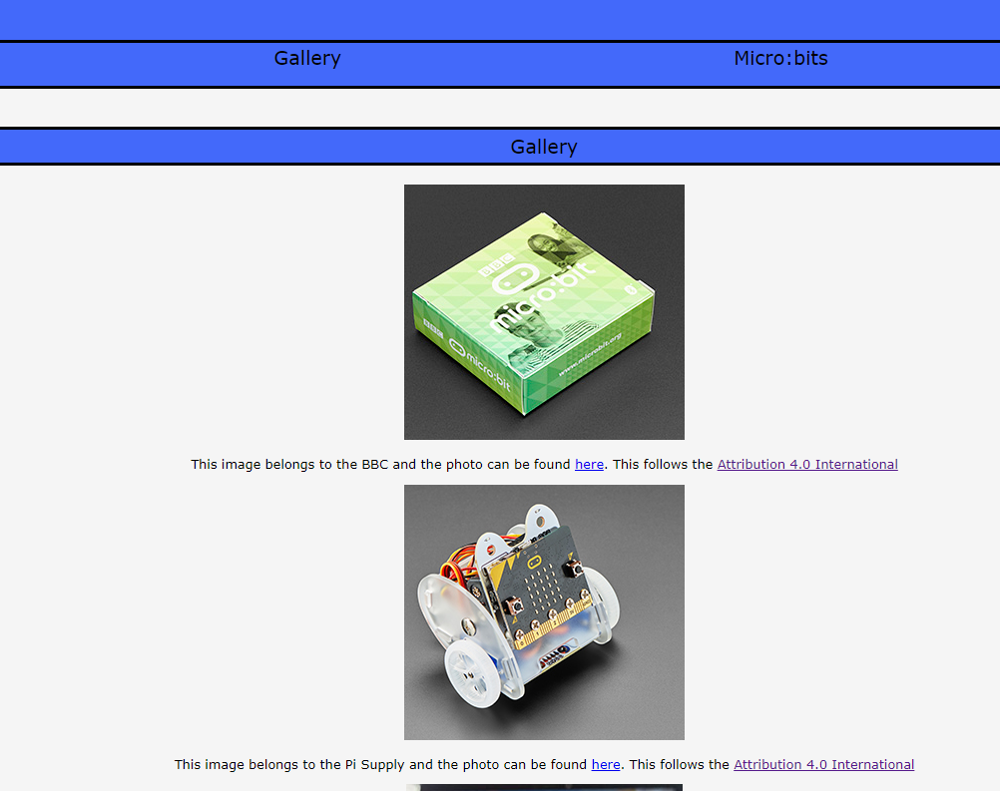 Gallery
Micro:bits
Gallery
BBC
micro:bit
BBC
micro:bit
www.microbit.org
This image belongs to the BBC and the photo can be found here. This follows the Attribution 4.0 International
This image belongs to the Pi Supply and the photo can be found here. This follows the Attribution 4.0 International